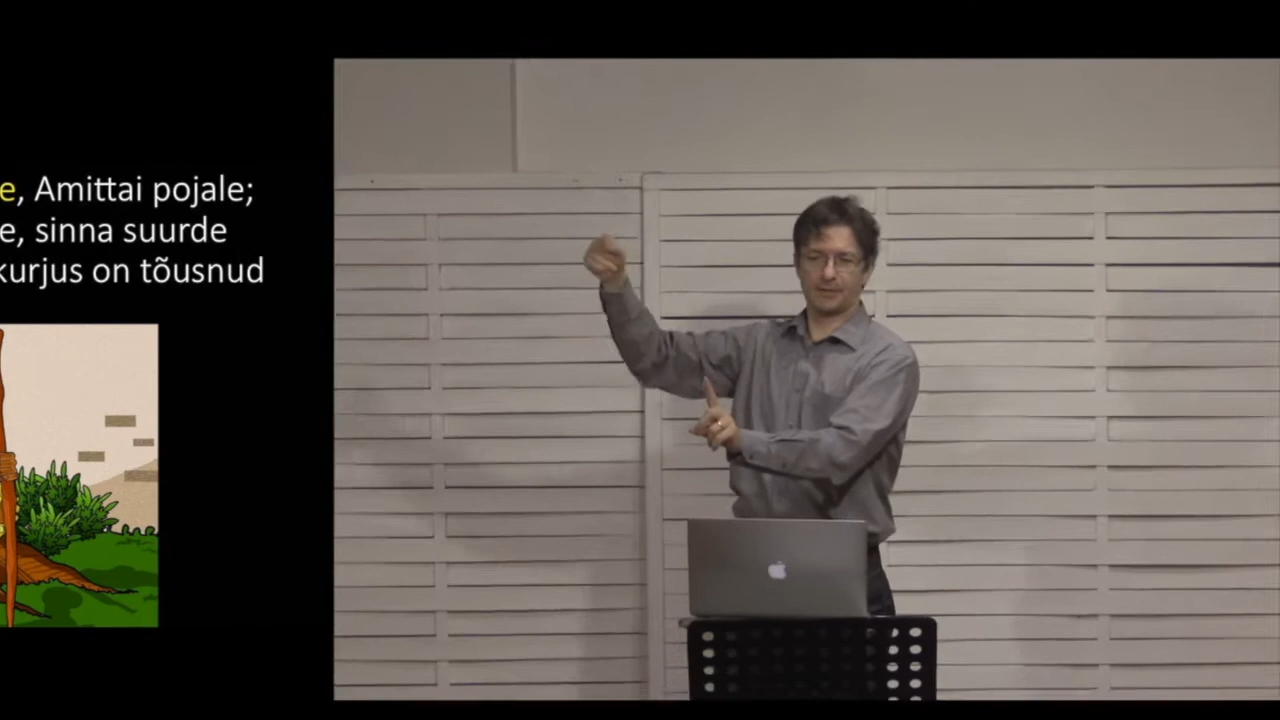 e, Amittai pojale;
e, sinna suurde
kurjus on tõusnud